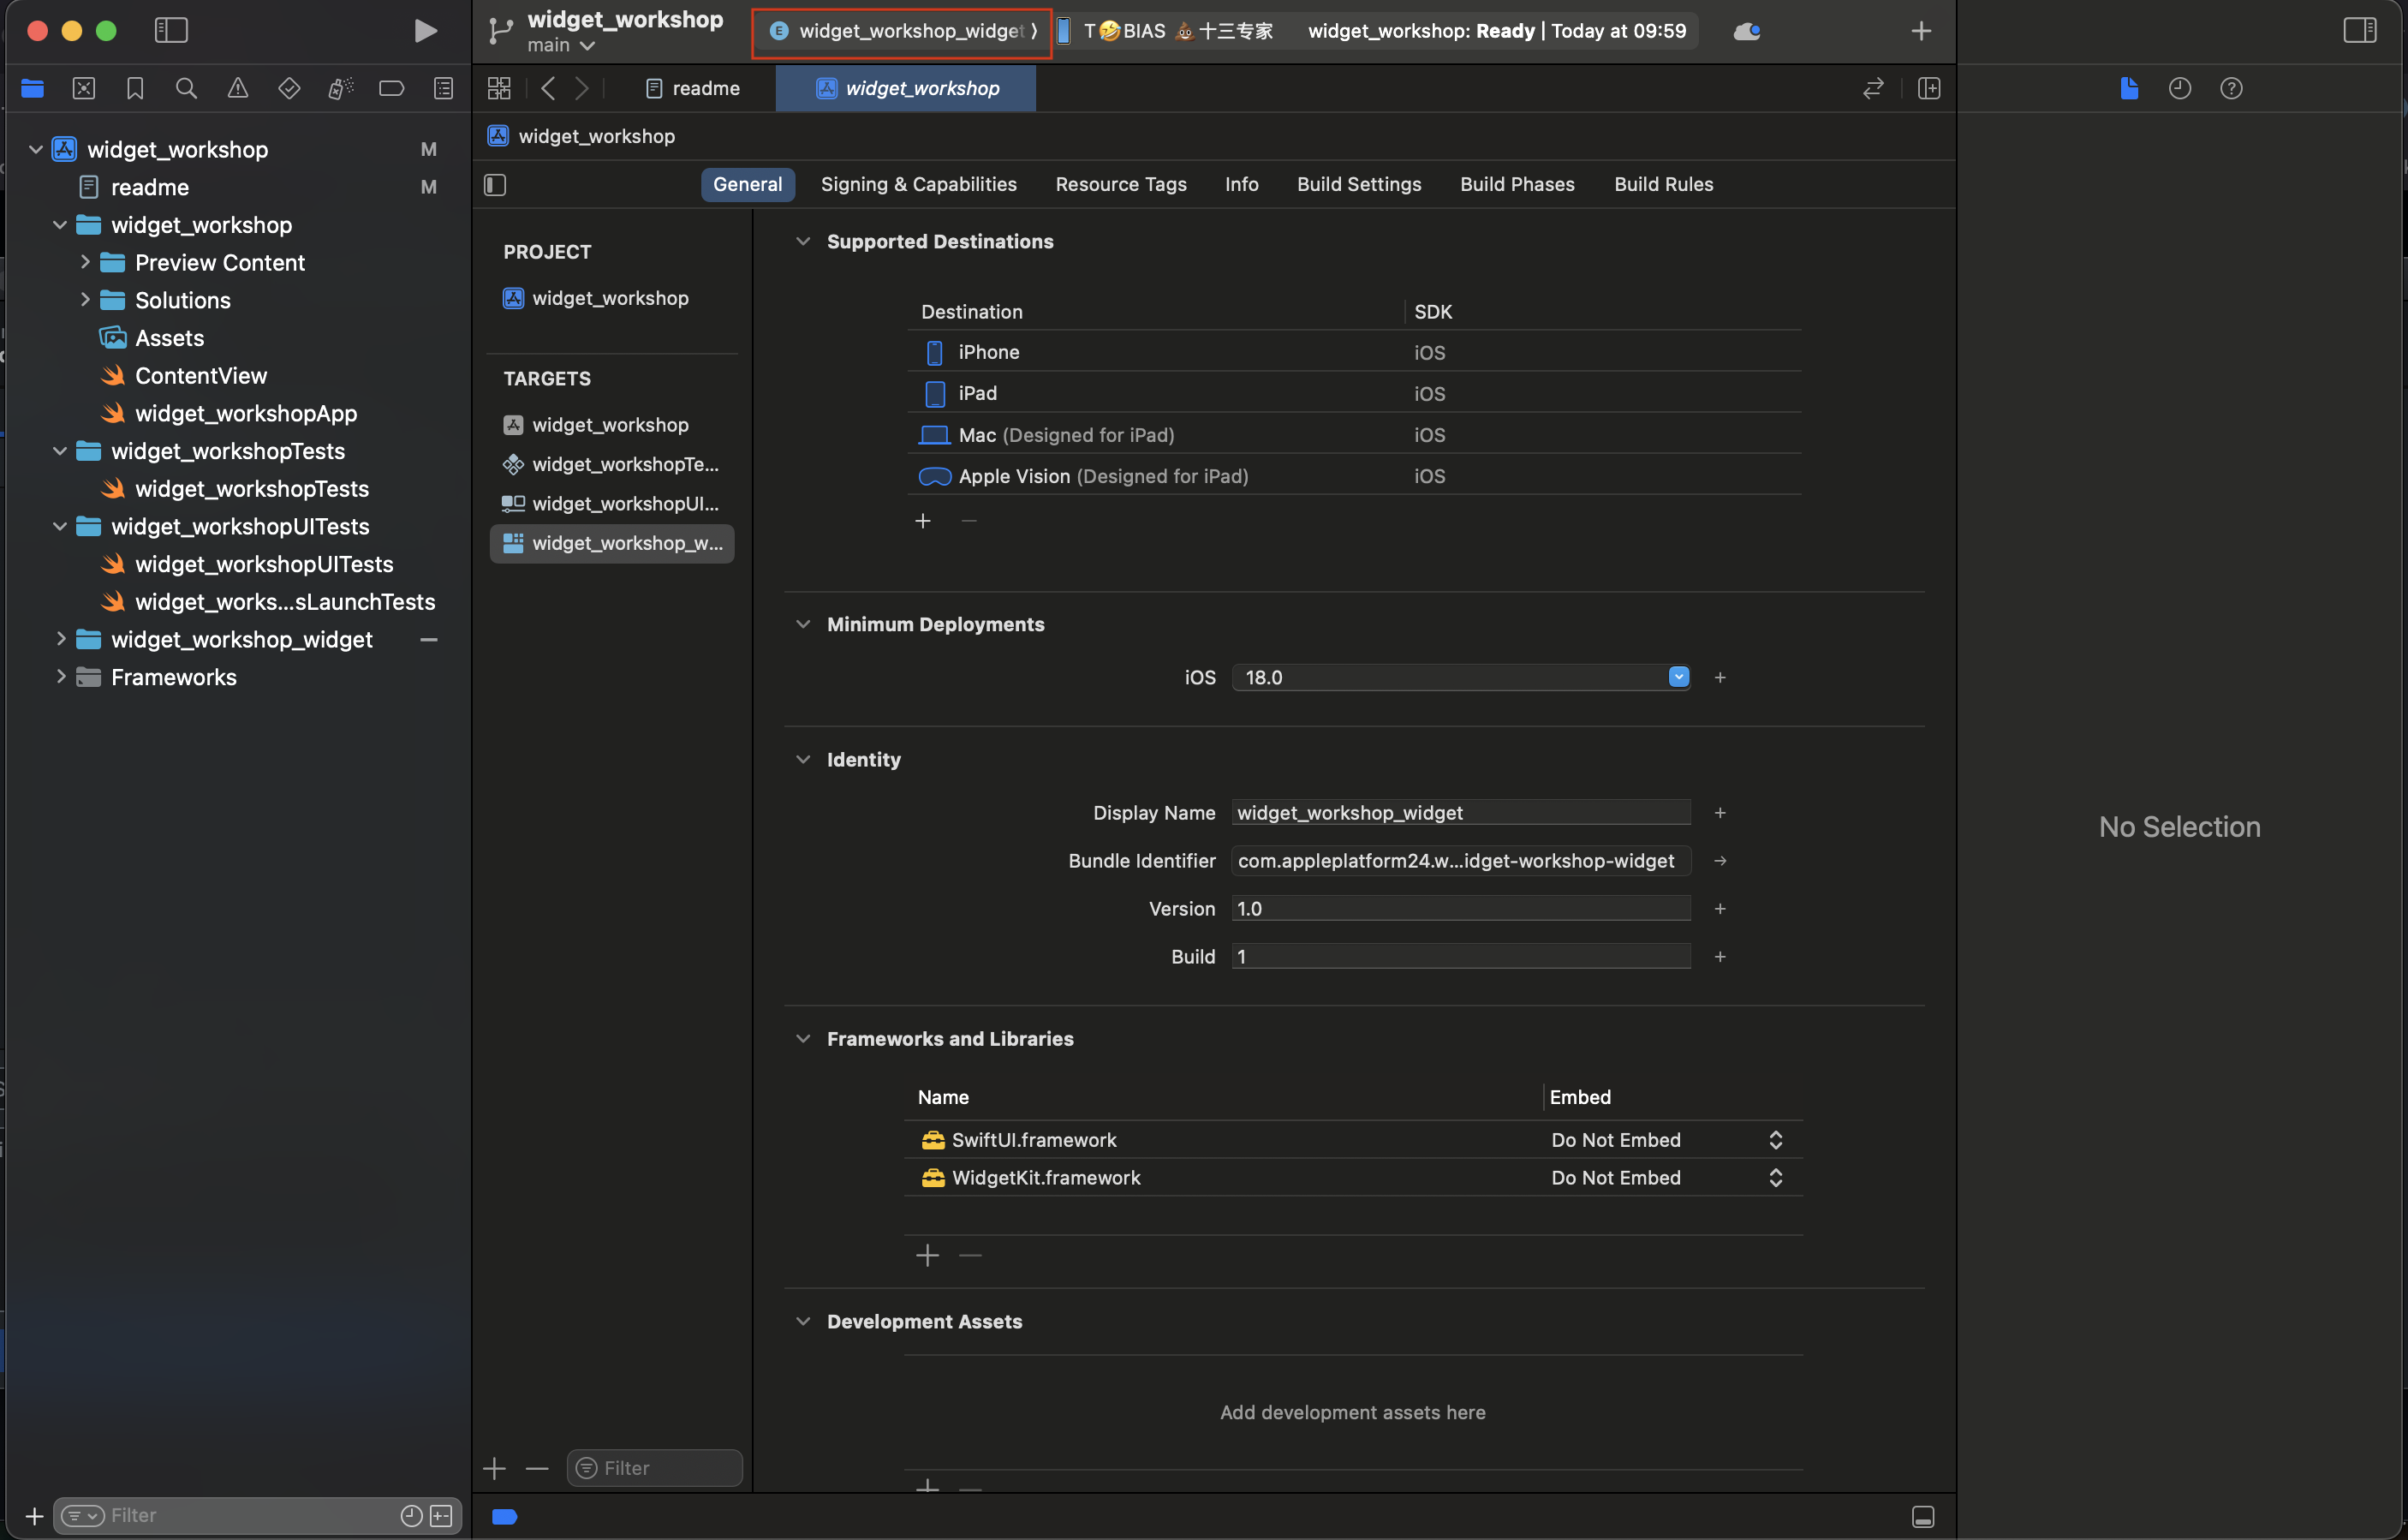 widget_workshop
main
widget_workshop_widget
T🤣BIAS 💩十三专家
widget_workshop: Ready | Today at 09:59
readme
widget_workshop
widget_workshop
General
Signing & Capabilities
Resource Tags
Info
Build Settings
Build Phases
Build Rules
widget_workshop M
readme M
widget_workshop
Preview Content
Solutions
Assets
ContentView
widget_workshopApp
widget_workshopTests
widget_workshopTests
widget_workshopUITests
widget_workshopUITests
widget_works...sLaunchTests
widget_workshop_widget
Frameworks
Filter
PROJECT
widget_workshop
TARGETS
widget_workshop
widget_workshopTe...
widget_workshopUI...
widget_workshop_w...
Filter
Supported Destinations
Destination SDK
iPhone iOS
iPad iOS
Mac (Designed for iPad) iOS
Apple Vision (Designed for iPad) iOS
Minimum Deployments
iOS 18.0
Identity
Display Name widget_workshop_widget
Bundle Identifier com.appleplatform24.w...idget-workshop-widget
Version 1.0
Build 1
Frameworks and Libraries
Name Embed
SwiftUI.framework Do Not Embed
WidgetKit.framework Do Not Embed
Development Assets
Add development assets here
No Selection